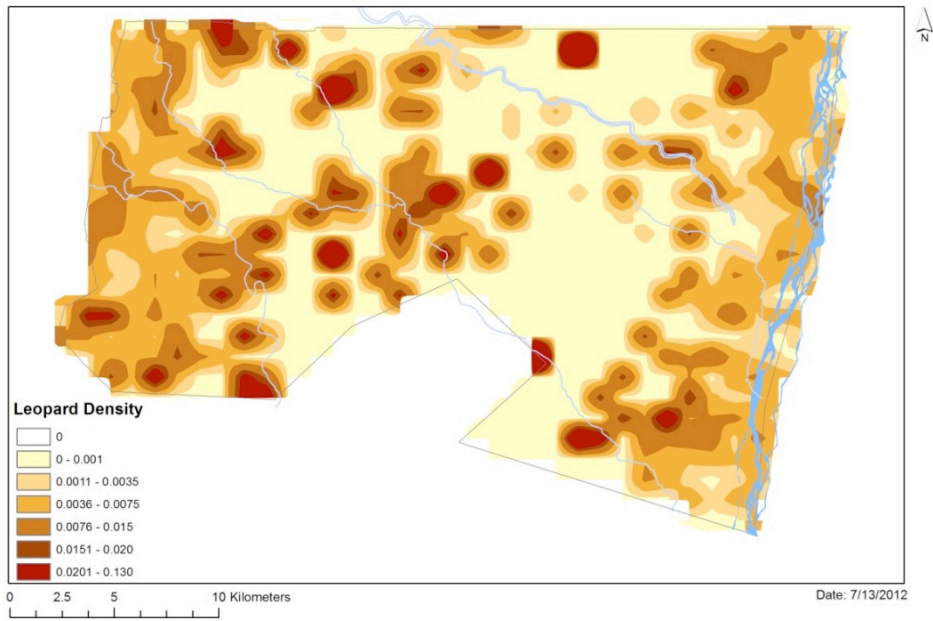 N
Leopard Density
0
0 - 0.001
0.0011 - 0.0035
0.0036 - 0.0075
0.0076 - 0.015
0.0151 - 0.020
0.0201 - 0.130
0 2.5 5 10 Kilometers
Date: 7/13/2012